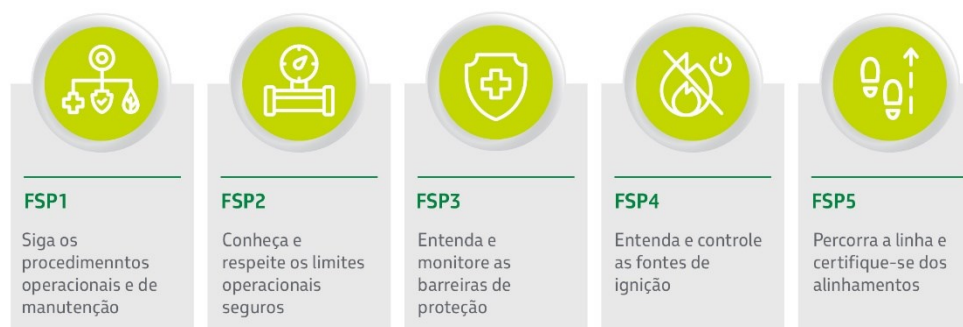 FSP1
Siga os
procedimenntos
operacionais e de
manutenção
FSP2
Conheça e
respeite os limites
operacionais
seguros
FSP3
Entenda e
monitore as
barreiras de
proteção
FSP4
Entenda e controle
as fontes de
ignição
FSP5
Percorra a linha e
certifique-se dos
alinhamentos